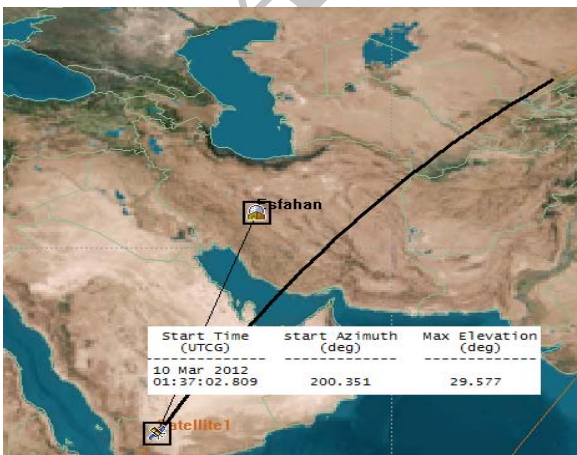 Esfahan
Start Time start Azimuth Max Elevation
(UTCG) (deg) (deg)
10 Mar 2012
01:37:02.809 200.351 29.577
Satellite1